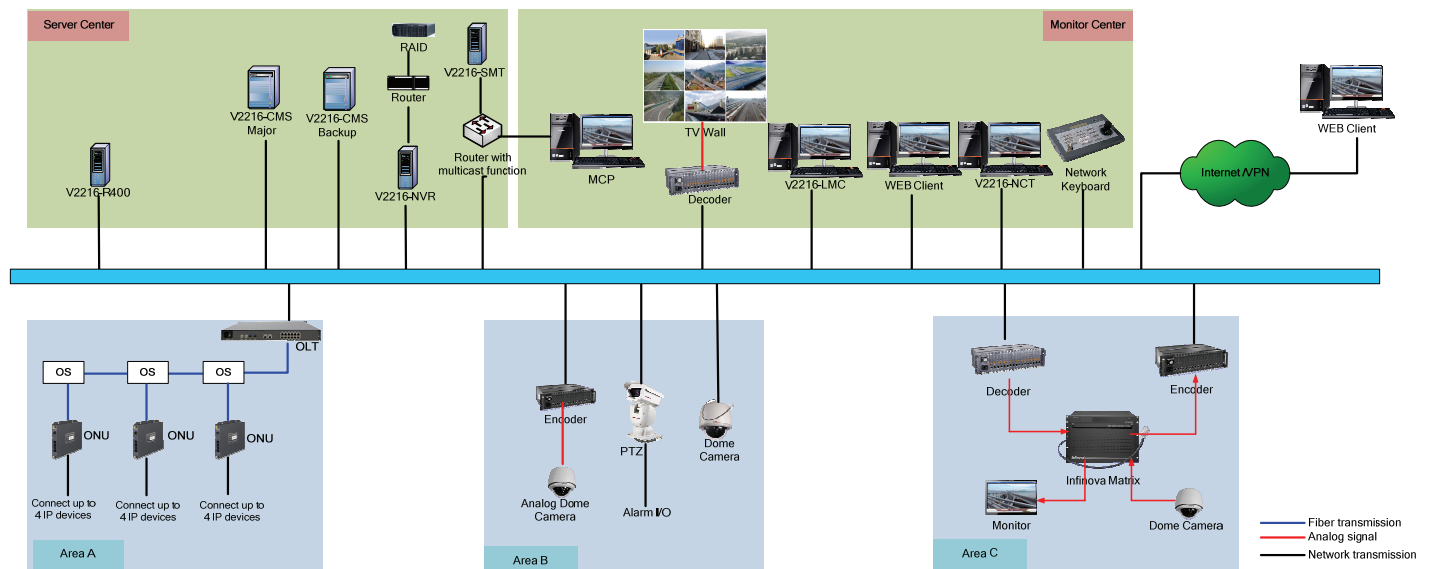 Server Center
Monitor Center
RAID
V2216-SMT
Router
V2216-CMS
Major
V2216-CMS
Backup
Router with
multicast function
V2216-R400
V2216-NVR
MCP
TV Wall
Decoder
V2216-LMC
WEB Client
V2216-NCT
Network
Keyboard
WEB Client
Internet /VPN
OLT
OS
OS
OS
ONU
ONU
ONU
Connect up to
4 IP devices
Connect up to
4 IP devices
Connect up to
4 IP devices
Area A
Encoder
PTZ
Dome
Camera
Analog Dome
Camera
Alarm I/O
Area B
Decoder
Encoder
Infinova Matrix
Monitor
Dome Camera
Area C
Fiber transmission
Analog signal
Network transmission